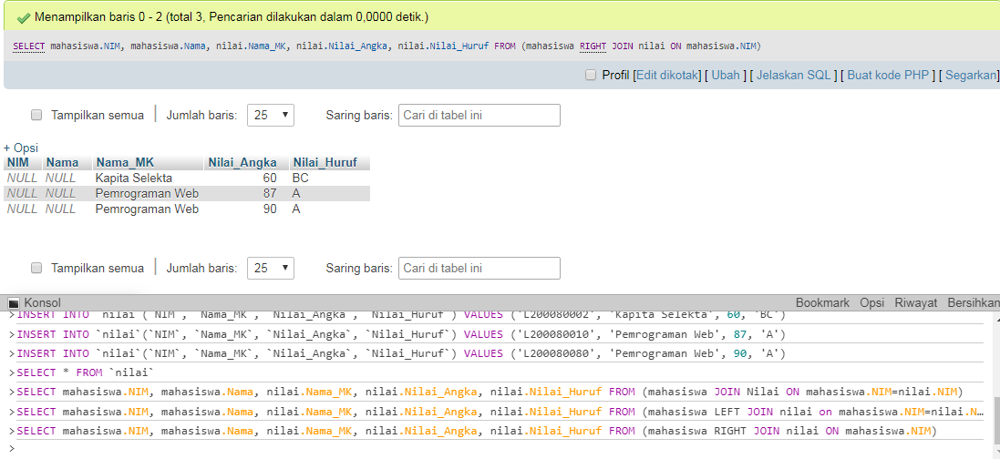 Menampilkan baris 0 - 2 (total 3, Pencarian dilakukan dalam 0,0000 detik.)
SELECT mahasiswa.NIM, mahasiswa.Nama, nilai.Nama_MK, nilai.Nilai_Angka, nilai.Nilai_Huruf FROM (mahasiswa RIGHT JOIN nilai ON mahasiswa.NIM)
Profil [Edit dikotak] [ Ubah ] [ Jelaskan SQL ] [ Buat kode PHP ] [ Segarkan]
Tampilkan semua | Jumlah baris: 25 Saring baris: Cari di tabel ini
+ Opsi
NIM Nama Nama_MK Nilai_Angka Nilai_Huruf
NULL NULL Kapita Selekta 60 BC
NULL NULL Pemrograman Web 87 A
NULL NULL Pemrograman Web 90 A
Tampilkan semua | Jumlah baris: 25 Saring baris: Cari di tabel ini
Konsol Bookmark Opsi Riwayat Bersihkan
>INSERT INTO `nilai`(`NIM`, `Nama_MK`, `Nilai_Angka`, `Nilai_Huruf`) VALUES ('L200080002', 'Kapita Selekta', 60, 'BC')
>INSERT INTO `nilai`(`NIM`, `Nama_MK`, `Nilai_Angka`, `Nilai_Huruf`) VALUES ('L200080010', 'Pemrograman Web', 87, 'A')
>INSERT INTO `nilai`(`NIM`, `Nama_MK`, `Nilai_Angka`, `Nilai_Huruf`) VALUES ('L200080080', 'Pemrograman Web', 90, 'A')
>SELECT * FROM `nilai`
>SELECT mahasiswa.NIM, mahasiswa.Nama, nilai.Nama_MK, nilai.Nilai_Angka, nilai.Nilai_Huruf FROM (mahasiswa JOIN Nilai ON mahasiswa.NIM=nilai.NIM)
>SELECT mahasiswa.NIM, mahasiswa.Nama, nilai.Nama_MK, nilai.Nilai_Angka, nilai.Nilai_Huruf FROM (mahasiswa LEFT JOIN nilai on mahasiswa.NIM=nilai.N…
>SELECT mahasiswa.NIM, mahasiswa.Nama, nilai.Nama_MK, nilai.Nilai_Angka, nilai.Nilai_Huruf FROM (mahasiswa RIGHT JOIN nilai ON mahasiswa.NIM)
>